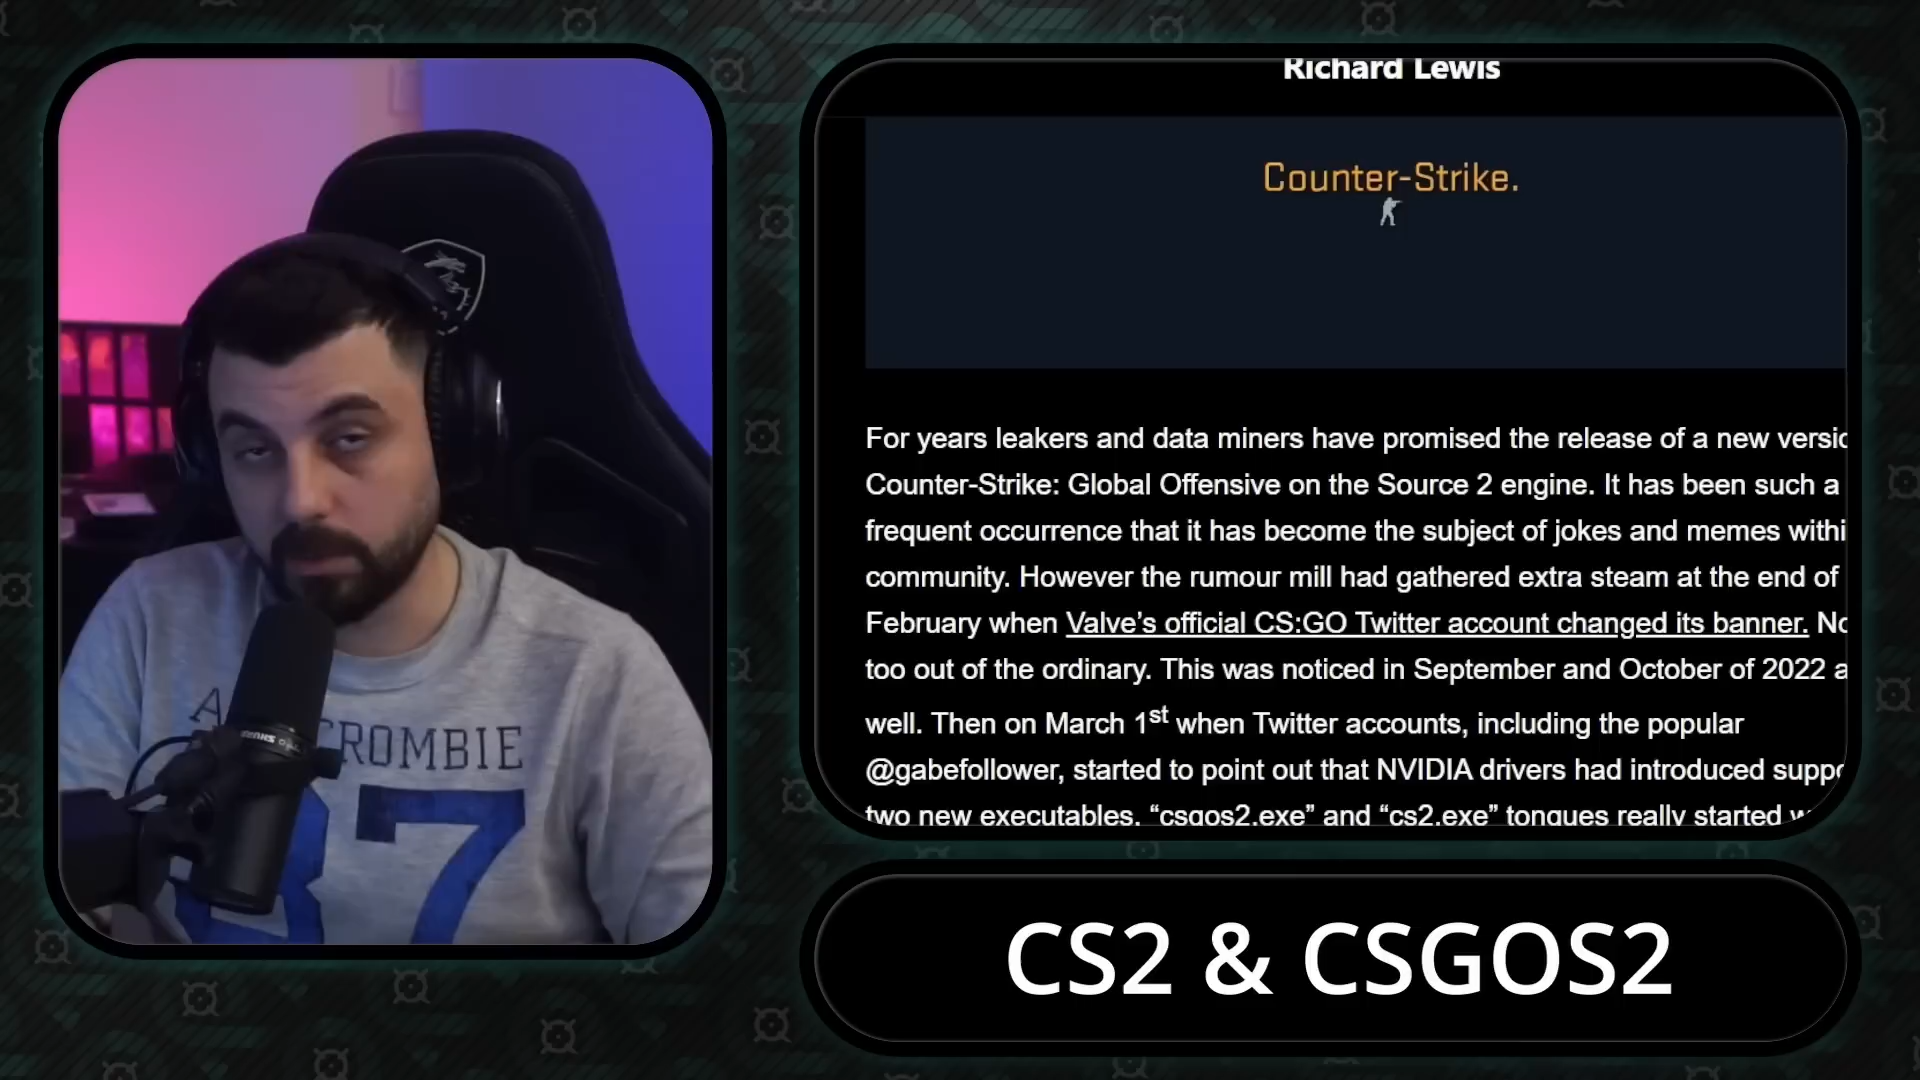 Richard Lewis
Counter-Strike.
For years leakers and data miners have promised the release of a new versio
Counter-Strike: Global Offensive on the Source 2 engine. It has been such a
frequent occurrence that it has become the subject of jokes and memes withi
community. However the rumour mill had gathered extra steam at the end of
February when Valve’s official CS:GO Twitter account changed its banner. No
too out of the ordinary. This was noticed in September and October of 2022 a
well. Then on March 1st when Twitter accounts, including the popular
@gabefollower, started to point out that NVIDIA drivers had introduced suppo
two new executables, “csgos2.exe” and “cs2.exe” tongues really started w
CS2 & CSGOS2
SHURE
A ROMBIE
87